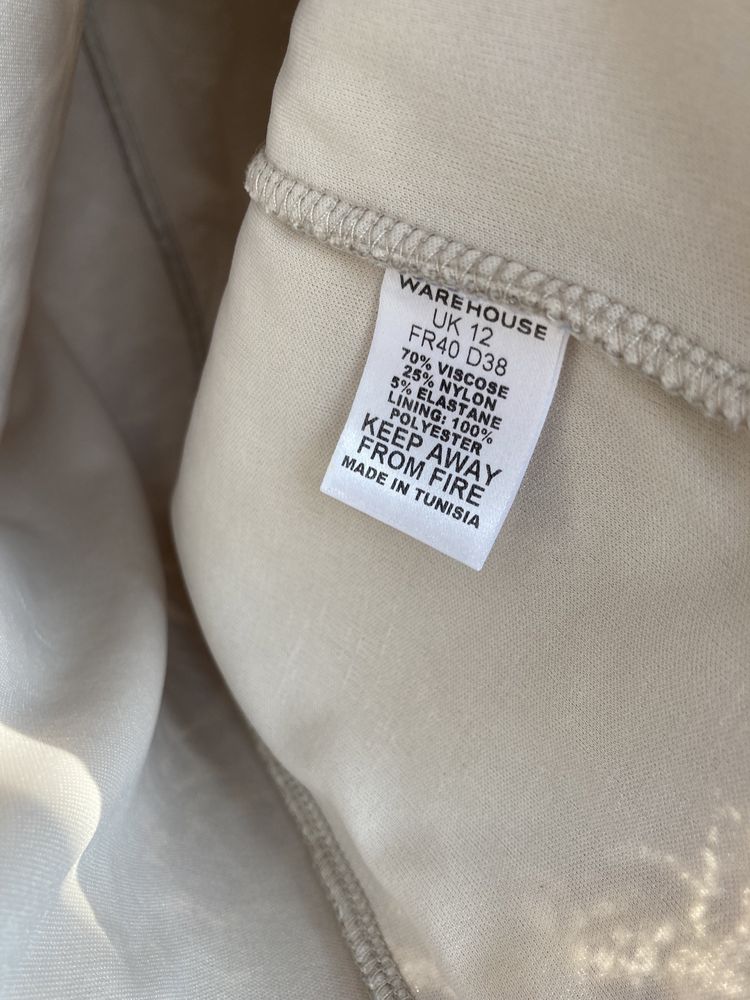 WAREHOUSE
UK 12
FR40 D38
70% VISCOSE
25% NYLON
5% ELASTANE
LINING: 100%
POLYESTER
KEEP AWAY
FROM FIRE
MADE IN TUNISIA